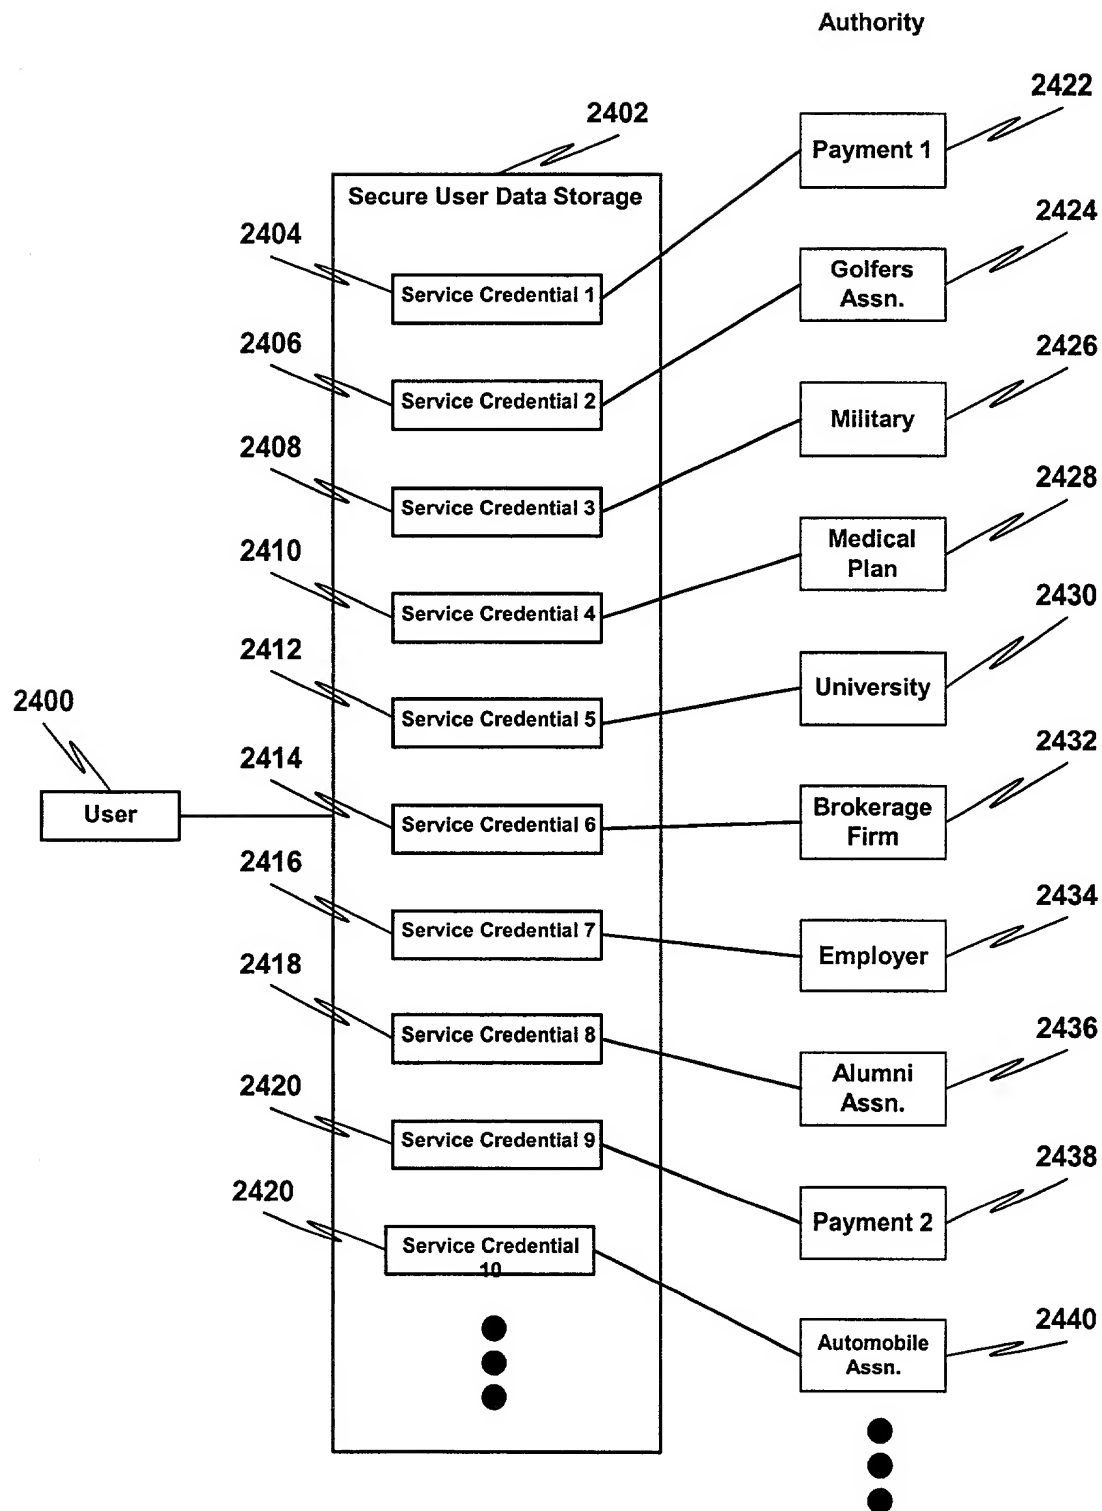 Authority
2422
2402
Payment 1
Secure User Data Storage
2404
2424
Service Credential 1
Golfers
Assn.
2406
2426
Service Credential 2
Military
2408
2428
Service Credential 3
Medical
Plan
2410
2430
Service Credential 4
2412
University
2400
Service Credential 5
2414
2432
User
Service Credential 6
Brokerage
Firm
2416
2434
Service Credential 7
Employer
2418
2436
Service Credential 8
Alumni
Assn.
2420
2438
Service Credential 9
2420
Payment 2
Service Credential
10
2440
Automobile
Assn.